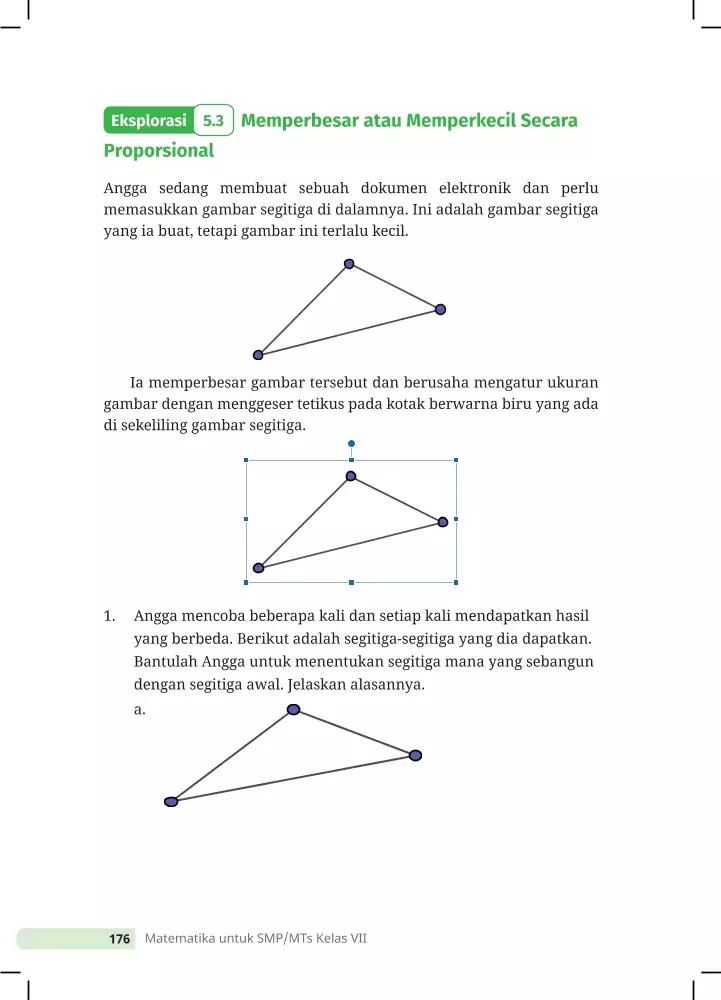 Eksplorasi 5.3 Memperbesar atau Memperkecil Secara
Proporsional
Angga sedang membuat sebuah dokumen elektronik dan perlu
memasukkan gambar segitiga di dalamnya. Ini adalah gambar segitiga
yang ia buat, tetapi gambar ini terlalu kecil.
Ia memperbesar gambar tersebut dan berusaha mengatur ukuran
gambar dengan menggeser tetikus pada kotak berwarna biru yang ada
di sekeliling gambar segitiga.
1. Angga mencoba beberapa kali dan setiap kali mendapatkan hasil
yang berbeda. Berikut adalah segitiga-segitiga yang dia dapatkan.
Bantulah Angga untuk menentukan segitiga mana yang sebangun
dengan segitiga awal. Jelaskan alasannya.
a.
176 Matematika untuk SMP/MTs Kelas VII